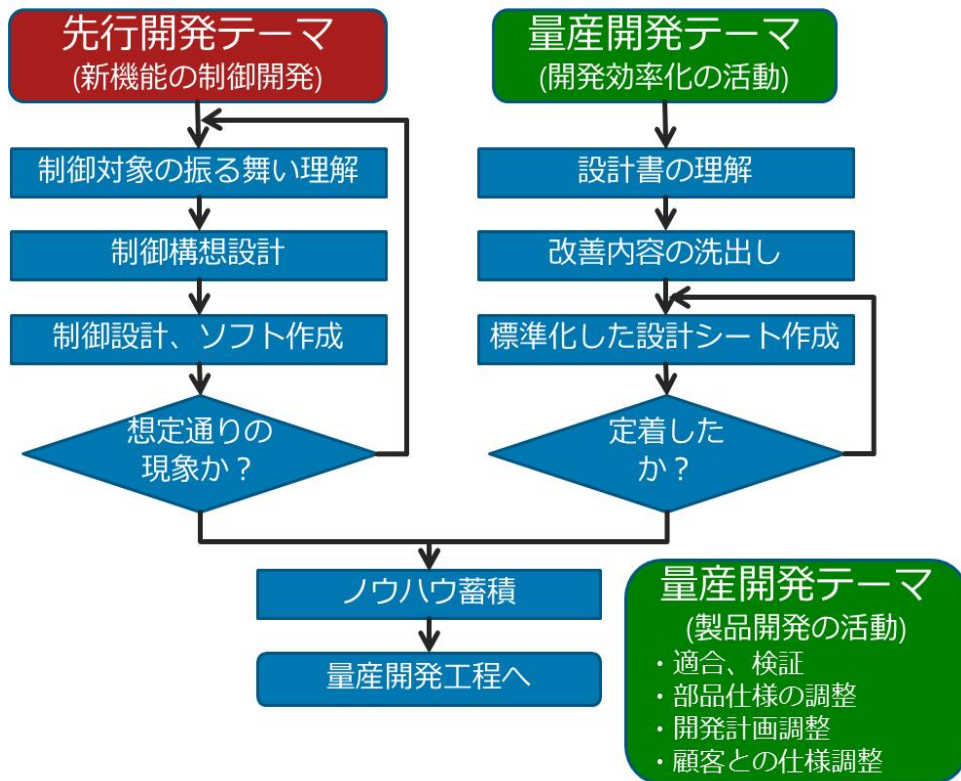 先行開発テーマ
(新機能の制御開発)
制御対象の振る舞い理解
制御構想設計
制御設計、ソフト作成
想定通りの
現象か？
量産開発テーマ
(開発効率化の活動)
設計書の理解
改善内容の洗出し
標準化した設計シート作成
定着した
か？
ノウハウ蓄積
量産開発工程へ
量産開発テーマ
(製品開発の活動)
・適合、検証
・部品仕様の調整
・開発計画調整
・顧客との仕様調整